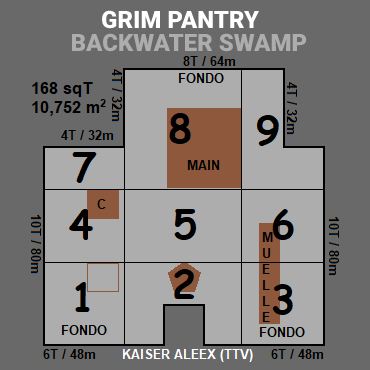 GRIM PANTRY
BACKWATER SWAMP
8T / 64m
FONDO
168 sqT
10,752 m²
4T / 32m
4T / 32m
4T / 32m
8
9
MAIN
7
C
4
5
6
MUELLE
10T / 80m
10T / 80m
1
2
3
FONDO
FONDO
6T / 48m
KAISER ALEEX (TTV)
6T / 48m